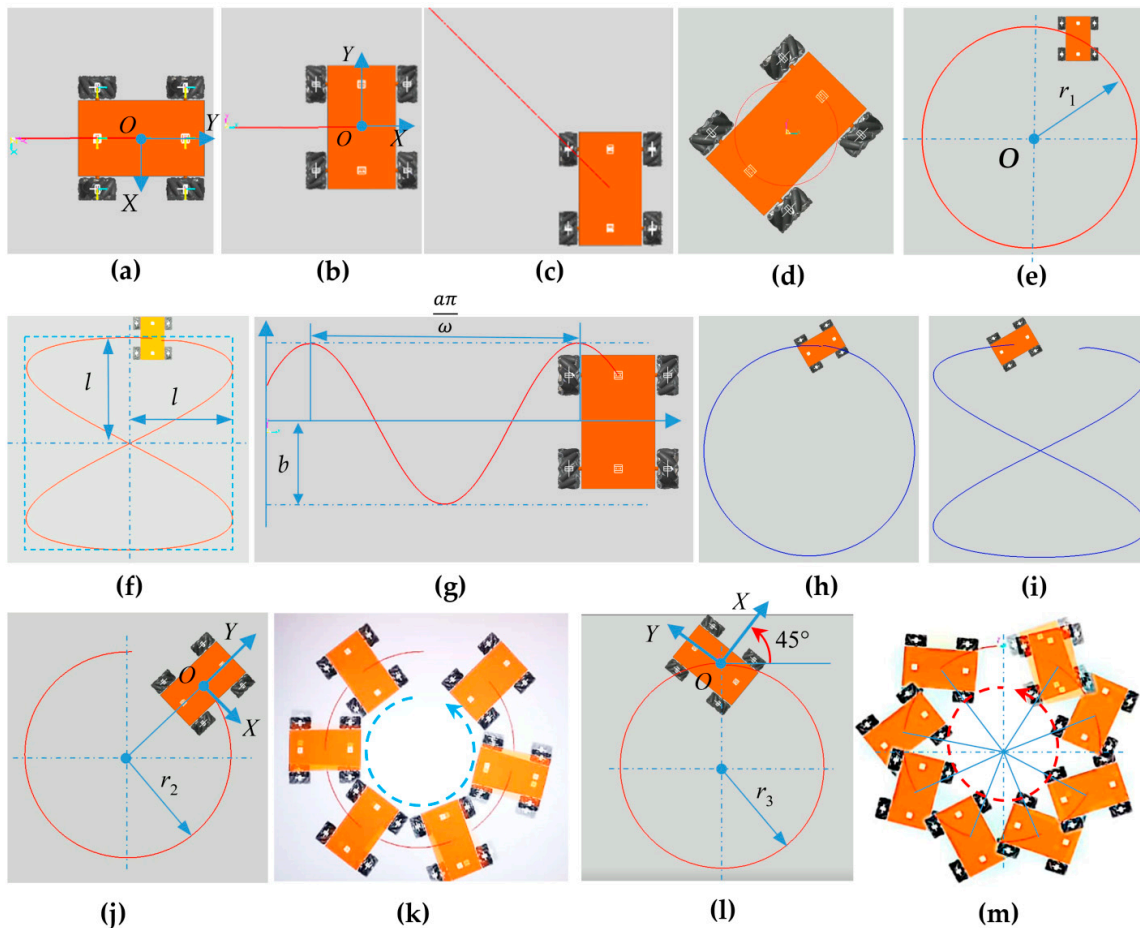 O
Y
X
(a)
Y
O
X
(b)
(c)
(d)
r₁
O
(e)
l
l
(f)
aπ
ω
b
(g)
(h)
(i)
Y
O
X
r₂
(j)
(k)
X
Y
45°
O
r₃
(l)
(m)